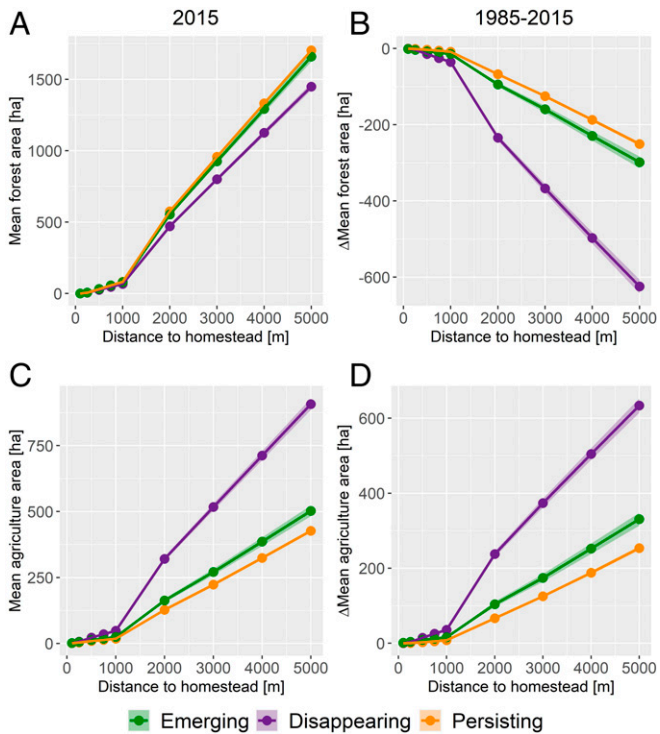 A
2015
Mean forest area [ha]
1500
1000
500
0
0 1000 2000 3000 4000 5000
Distance to homestead [m]
B
1985-2015
ΔMean forest area [ha]
0
-200
-400
-600
0 1000 2000 3000 4000 5000
Distance to homestead [m]
C
Mean agriculture area [ha]
750
500
250
0
0 1000 2000 3000 4000 5000
Distance to homestead [m]
D
ΔMean agriculture area [ha]
600
400
200
0
0 1000 2000 3000 4000 5000
Distance to homestead [m]
Emerging Disappearing Persisting